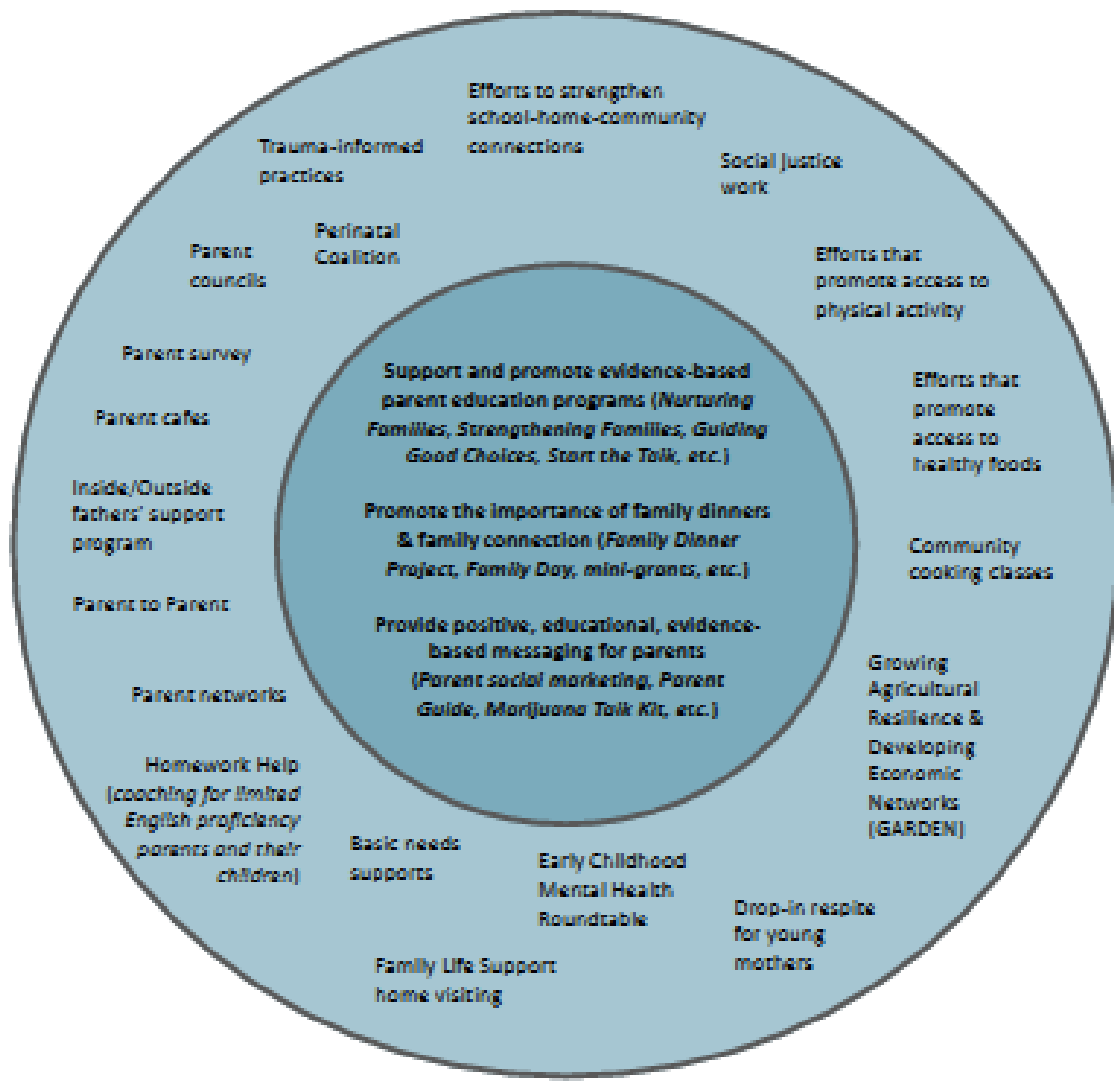 Efforts to strengthen
school-home-community
connections
Trauma-informed
practices
Social Justice
work
Perinatal
Coalition
Parent
councils
Efforts that
promote access to
physical activity
Parent survey
Parent cafes
Efforts that
promote
access to
healthy foods
Inside/Outside
fathers' support
program
Community
cooking classes
Parent to Parent
Parent networks
Growing
Agricultural
Resilience &
Developing
Economic
Networks
(GARDEN)
Homework Help
(coaching for limited
English proficiency
parents and their
children)
Basic needs
supports
Early Childhood
Mental Health
Roundtable
Drop-in respite
for young
mothers
Family Life Support
home visiting
Support and promote evidence-based
parent education programs (Nurturing
Families, Strengthening Families, Guiding
Good Choices, Start the Talk, etc.)
Promote the importance of family dinners
& family connection (Family Dinner
Project, Family Day, mini-grants, etc.)
Provide positive, educational, evidence-
based messaging for parents
(Parent social marketing, Parent
Guide, Marijuana Talk Kit, etc.)